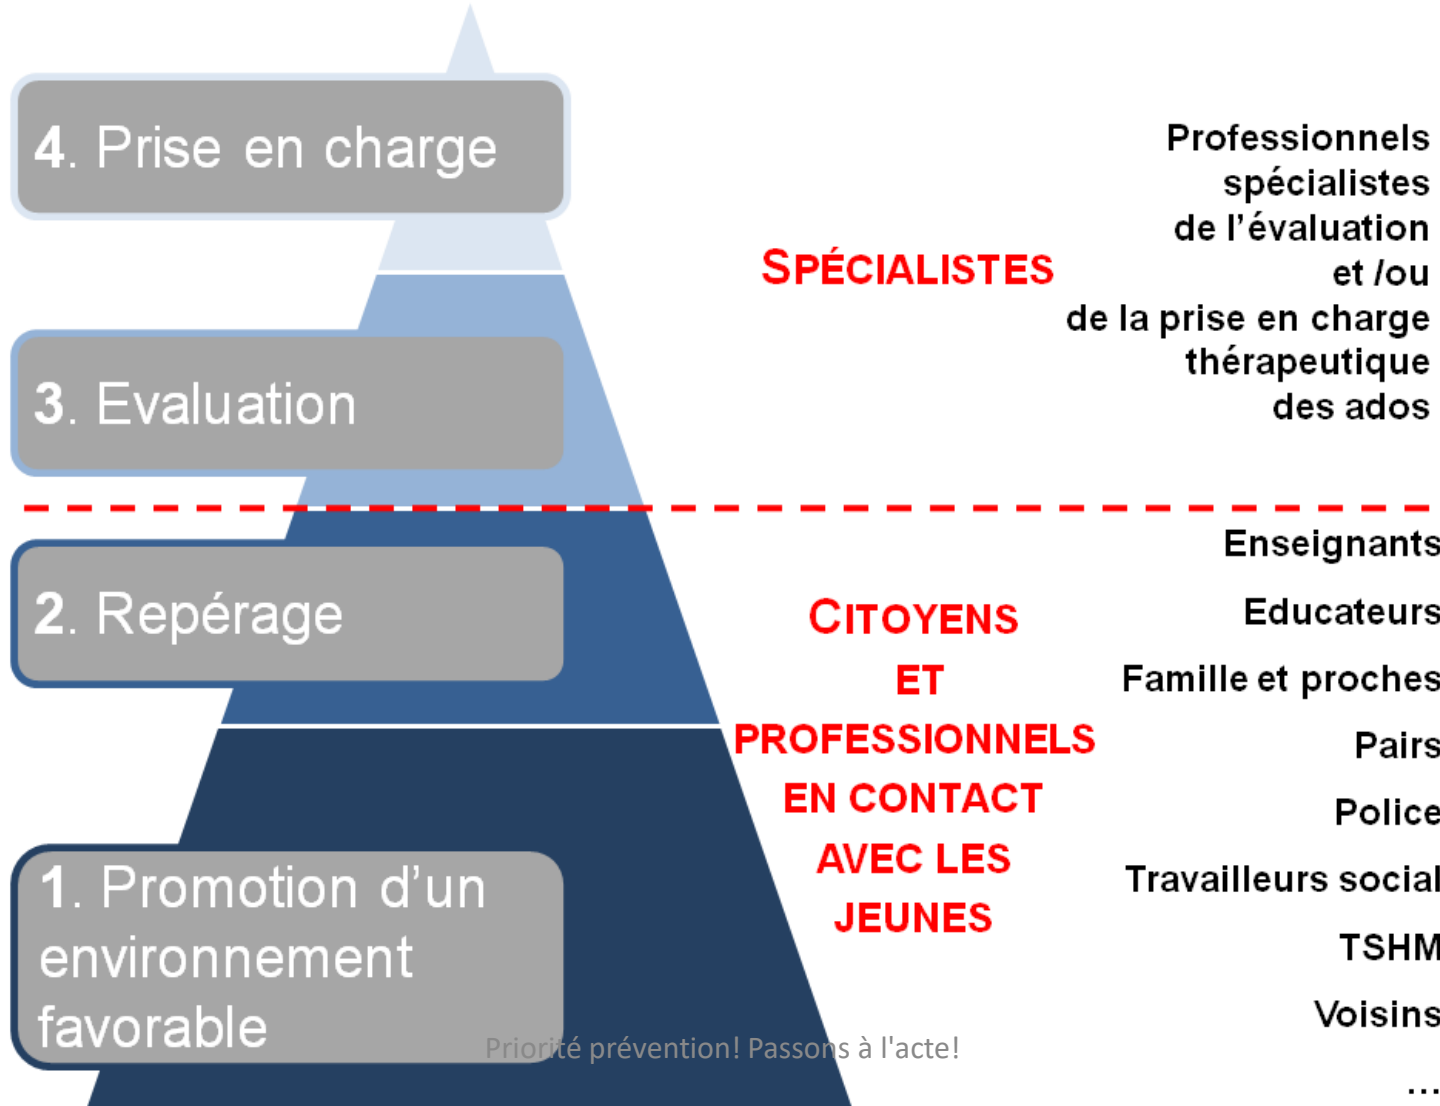 4. Prise en charge
3. Evaluation
2. Repérage
1. Promotion d'un
environnement
favorable
SPÉCIALISTES
Professionnels
spécialistes
de l'évaluation
et /ou
de la prise en charge
thérapeutique
des ados
CITOYENS
ET
PROFESSIONNELS
EN CONTACT
AVEC LES
JEUNES
Enseignants
Educateurs
Famille et proches
Pairs
Police
Travailleurs social
TSHM
Voisins
...
Priorité prévention! Passons à l'acte!